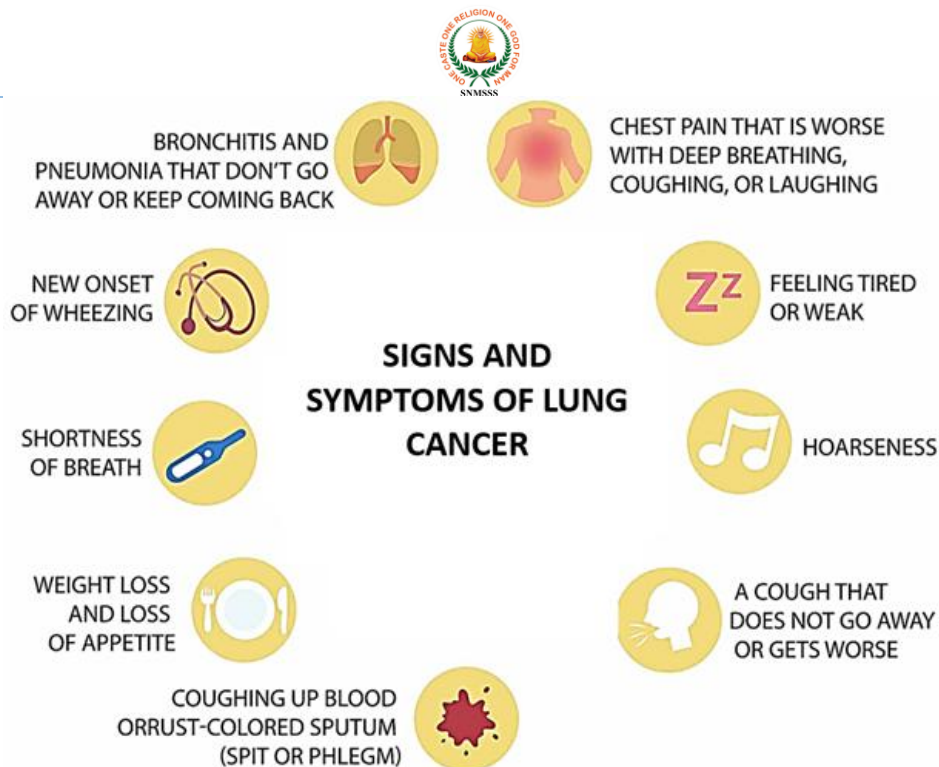 ONE CASTE ONE RELIGION ONE GOD FOR MAN
SNMSSS
BRONCHITIS AND
PNEUMONIA THAT DON'T GO
AWAY OR KEEP COMING BACK
CHEST PAIN THAT IS WORSE
WITH DEEP BREATHING,
COUGHING, OR LAUGHING
NEW ONSET
OF WHEEZING
ZZ
FEELING TIRED
OR WEAK
SIGNS AND
SYMPTOMS OF LUNG
CANCER
SHORTNESS
OF BREATH
HOARSENESS
WEIGHT LOSS
AND LOSS
OF APPETITE
A COUGH THAT
DOES NOT GO AWAY
OR GETS WORSE
COUGHING UP BLOOD
ORRUST-COLORED SPUTUM
(SPIT OR PHLEGM)